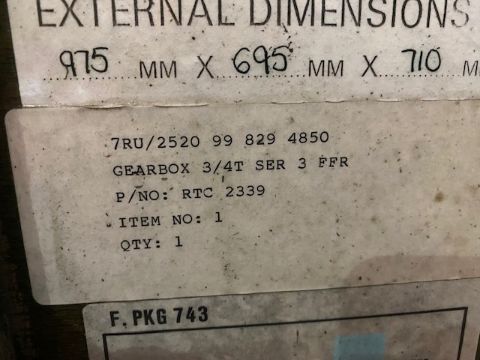 EXTERNAL DIMENSIONS
975 MM X 695 MM X 710 M
7RU/2520 99 829 4850
GEARBOX 3/4T SER 3 FFR
P/NO: RTC 2339
ITEM NO: 1
QTY: 1
F. PKG 743